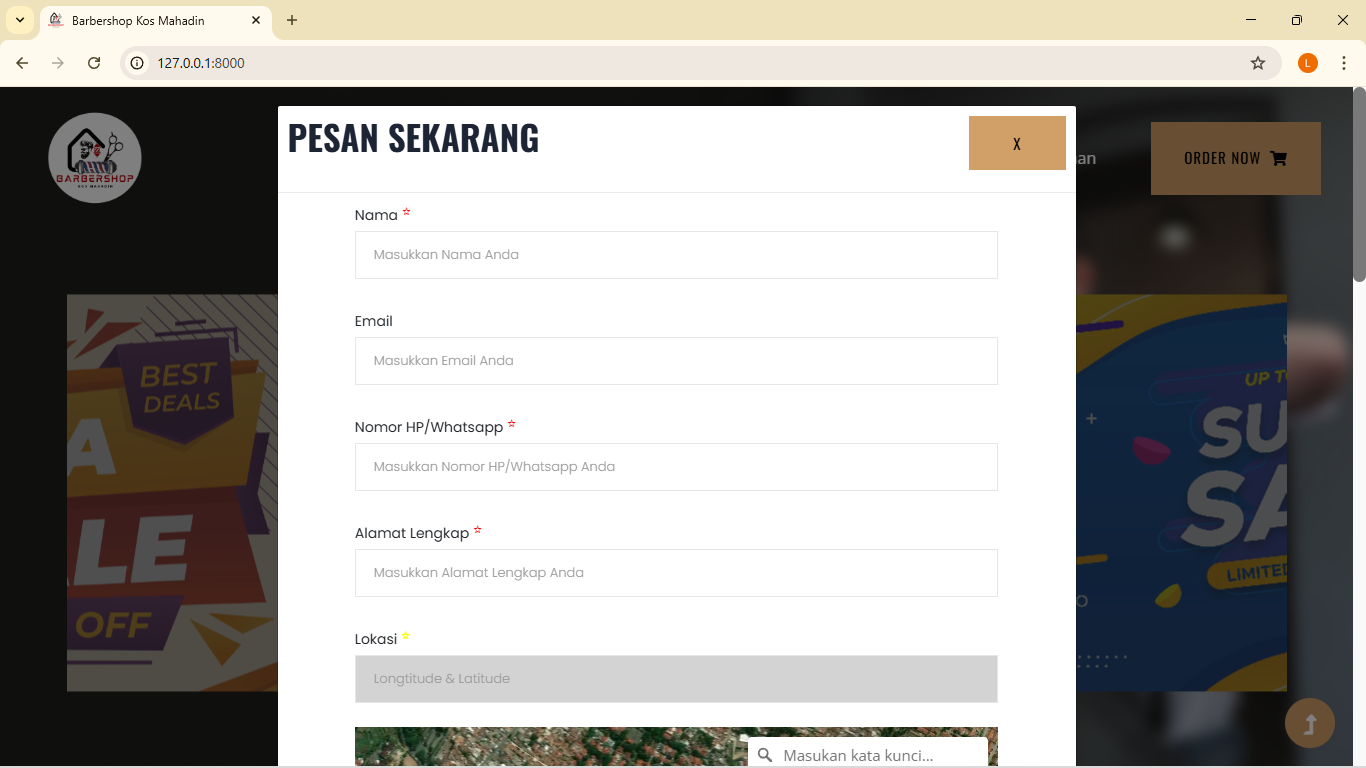 Barbershop Kos Mahadin
127.0.0.1:8000
L
BARBERSHOP
KOS MAHADIN
PESAN SEKARANG
X
an
ORDER NOW
Nama *
Masukkan Nama Anda
Email
Masukkan Email Anda
Nomor HP/Whatsapp *
Masukkan Nomor HP/Whatsapp Anda
Alamat Lengkap *
Masukkan Alamat Lengkap Anda
Lokasi *
Longtitude & Latitude
Masukan kata kunci...
BEST
DEALS
A
ALE
OFF
UP TO
SU
SA
LIMITED